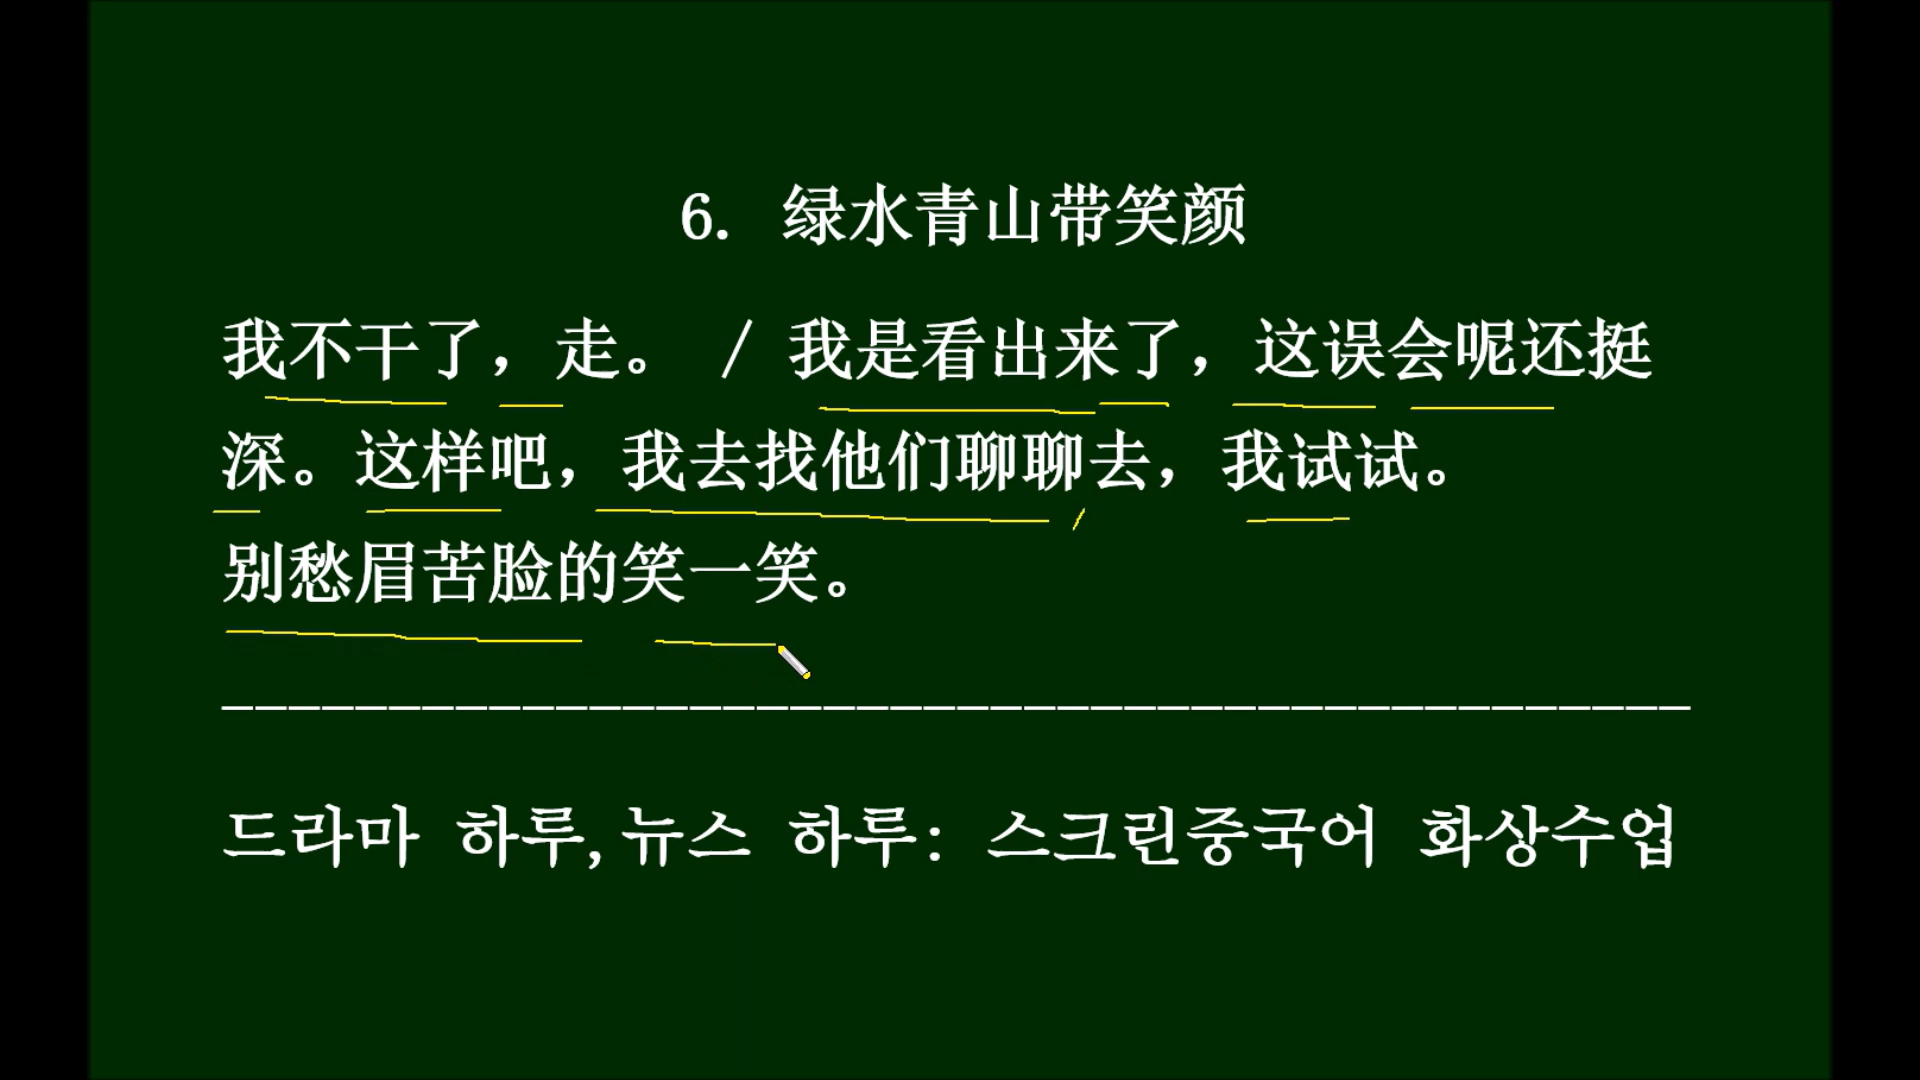 6. 绿水青山带笑颜
我不干了，走。 / 我是看出来了，这误会呢还挺
深。这样吧，我去找他们聊聊去，我试试。
别愁眉苦脸的笑一笑。
드라마 하루,뉴스 하루: 스크린중국어 화상수업